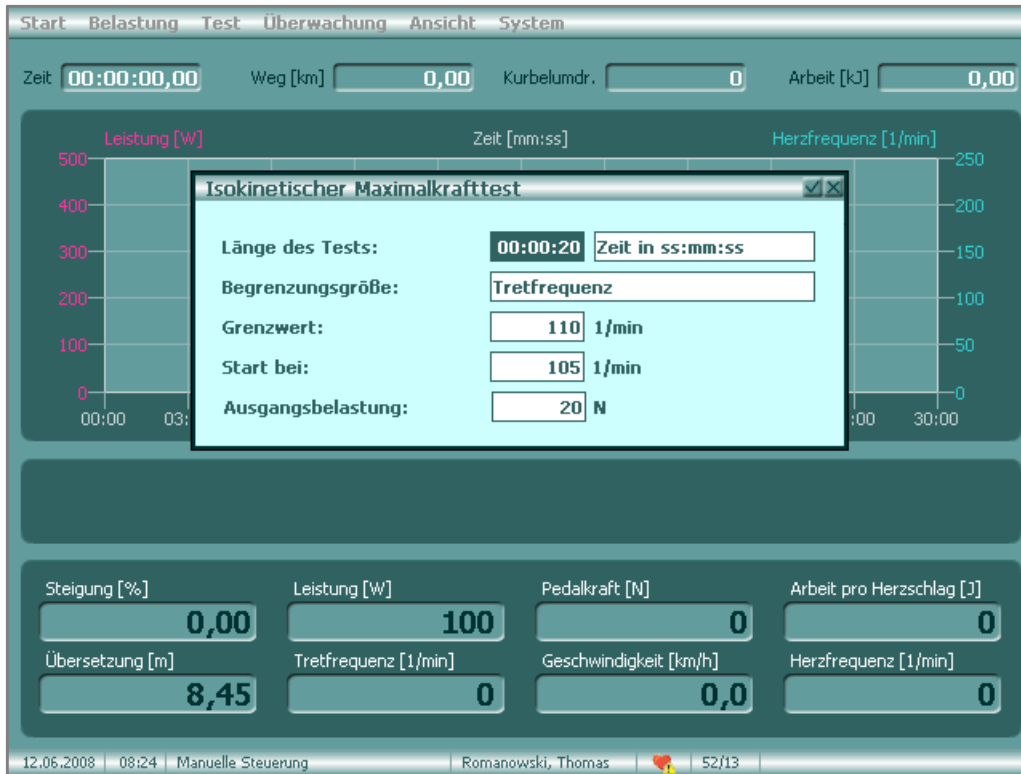 Start Belastung Test Überwachung Ansicht System
Zeit 00:00:00,00 Weg [km] 0,00 Kurbelumdr. 0 Arbeit [kJ] 0,00
Leistung [W] Zeit [mm:ss] Herzfrequenz [1/min]
500 250
Isokinetischer Maximalkrafttest
400 200
Länge des Tests: 00:00:20 Zeit in ss:mm:ss
300 150
Begrenzungsgröße: Tretfrequenz
200 100
Grenzwert: 110 1/min
100 50
Start bei: 105 1/min
0 0
Ausgangsbelastung: 20 N
00:00 03: :00 30:00
Steigung [%] Leistung [W] Pedalkraft [N] Arbeit pro Herzschlag [J]
0,00 100 0 0
Übersetzung [m] Tretfrequenz [1/min] Geschwindigkeit [km/h] Herzfrequenz [1/min]
8,45 0 0,0 0
12.06.2008 08:24 Manuelle Steuerung Romanowski, Thomas 52/13